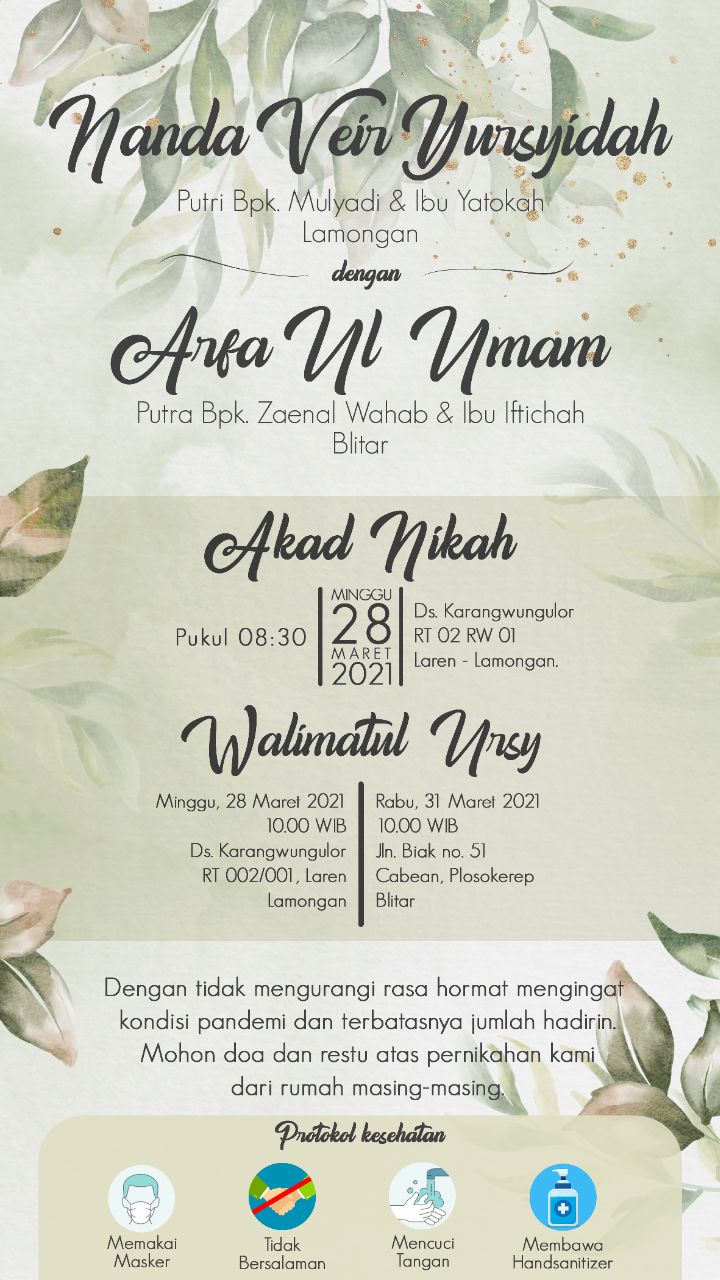 Nanda Veir Yursyidah
Putri Bpk. Mulyadi & Ibu Yatokah
Lamongan
dengan
Arfa Ul Umam
Putra Bpk. Zaenal Wahab & Ibu Iftichah
Blitar
Akad Nikah
Pukul 08:30
MINGGU
28
MARET
2021
Ds. Karangwungulor
RT 02 RW 01
Laren - Lamongan.
Walimatul Ursy
Minggu, 28 Maret 2021
10.00 WIB
Ds. Karangwungulor
RT 002/001, Laren
Lamongan
Rabu, 31 Maret 2021
10.00 WIB
Jln. Biak no. 51
Cabean, Plosokerep
Blitar
Dengan tidak mengurangi rasa hormat mengingat
kondisi pandemi dan terbatasnya jumlah hadirin.
Mohon doa dan restu atas pernikahan kami
dari rumah masing-masing.
Protokol kesehatan
Memakai
Masker
Tidak
Bersalaman
Mencuci
Tangan
Membawa
Handsanitizer